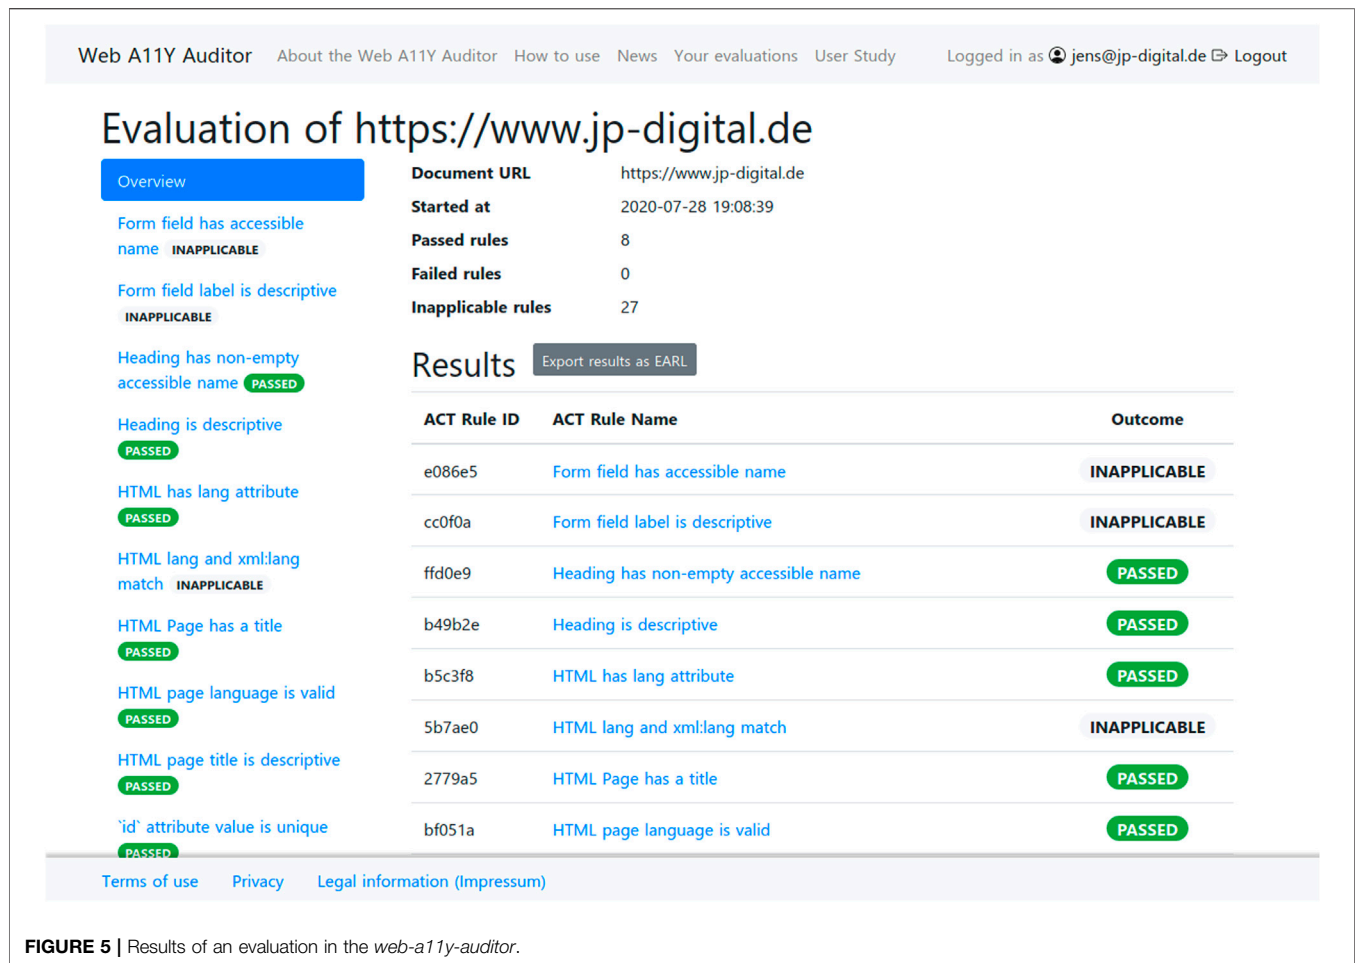 Web A11Y Auditor About the Web A11Y Auditor How to use News Your evaluations User Study Logged in as jens@jp-digital.de Logout
Evaluation of https://www.jp-digital.de
Overview
Form field has accessible
name INAPPLICABLE
Form field label is descriptive
INAPPLICABLE
Heading has non-empty
accessible name PASSED
Heading is descriptive
PASSED
HTML has lang attribute
PASSED
HTML lang and xml:lang
match INAPPLICABLE
HTML Page has a title
PASSED
HTML page language is valid
PASSED
HTML page title is descriptive
PASSED
`id` attribute value is unique
PASSED
Document URL https://www.jp-digital.de
Started at 2020-07-28 19:08:39
Passed rules 8
Failed rules 0
Inapplicable rules 27
Results Export results as EARL
ACT Rule ID ACT Rule Name Outcome
e086e5 Form field has accessible name INAPPLICABLE
cc0f0a Form field label is descriptive INAPPLICABLE
ffd0e9 Heading has non-empty accessible name PASSED
b49b2e Heading is descriptive PASSED
b5c3f8 HTML has lang attribute PASSED
5b7ae0 HTML lang and xml:lang match INAPPLICABLE
2779a5 HTML Page has a title PASSED
bf051a HTML page language is valid PASSED
Terms of use Privacy Legal information (Impressum)
FIGURE 5 | Results of an evaluation in the web-a11y-auditor.